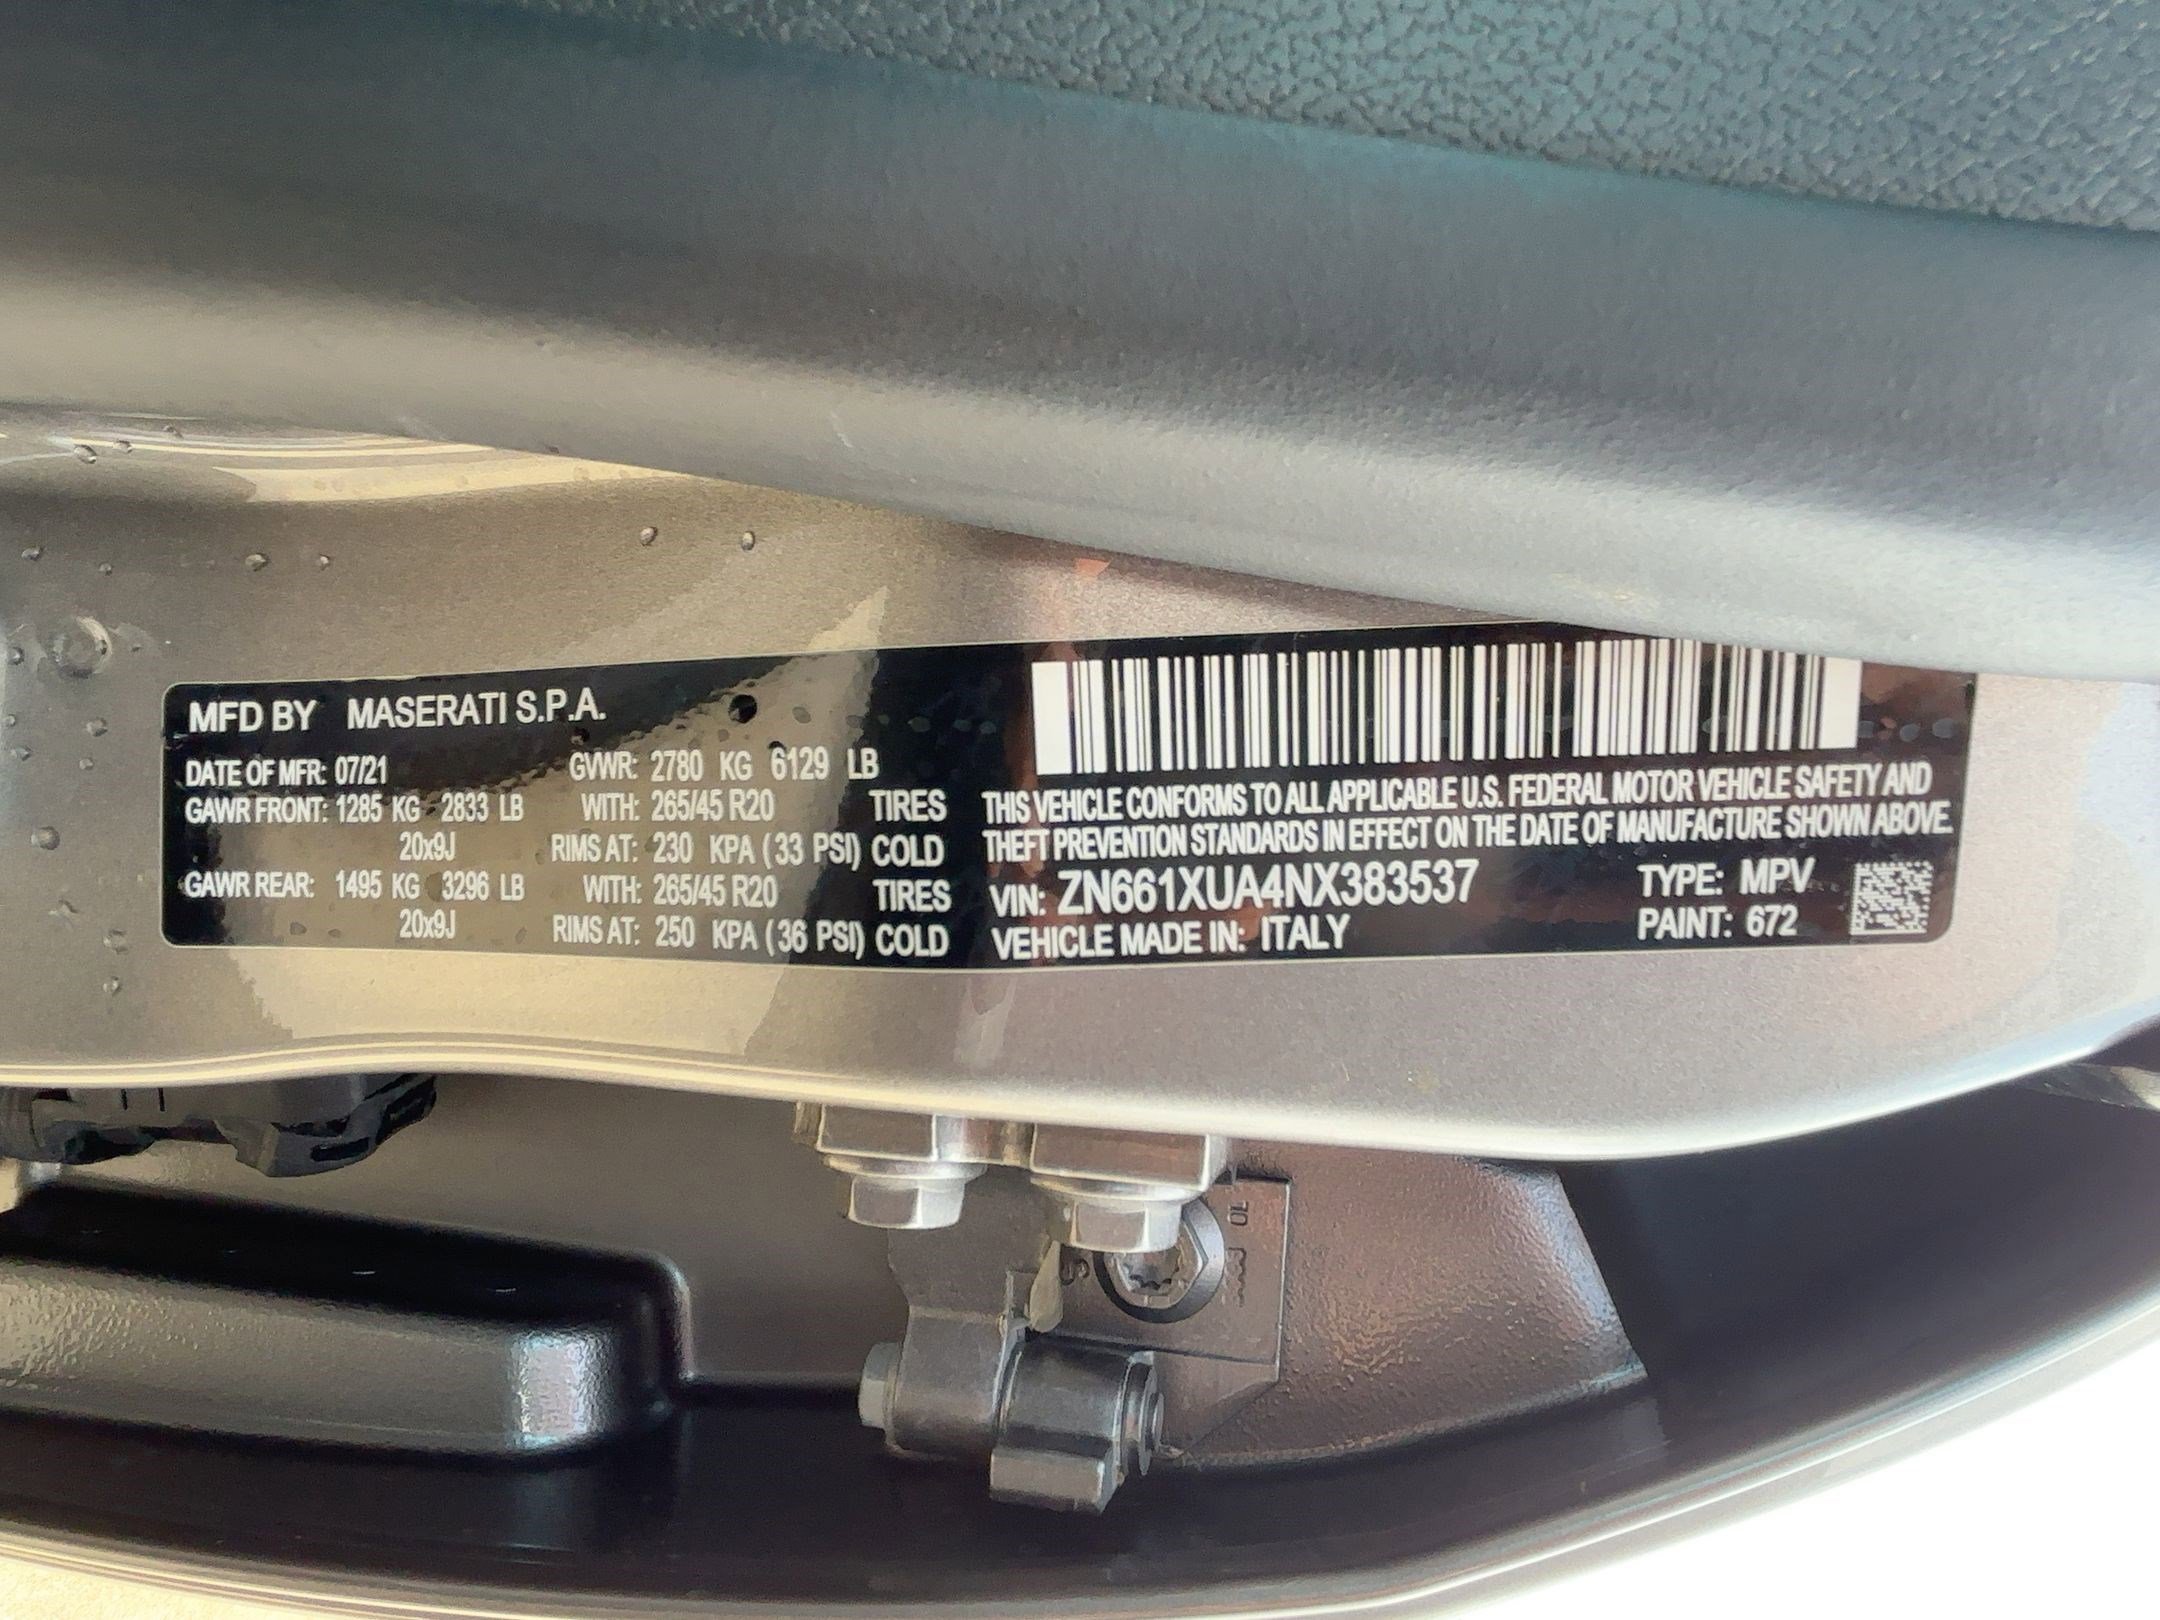 MFD BY MASERATI S.P.A.
DATE OF MFR: 07/21 GVWR: 2780 KG 6129 LB
GAWR FRONT: 1285 KG 2833 LB WITH: 265/45 R20 TIRES
20x9J RIMS AT: 230 KPA (33 PSI) COLD
GAWR REAR: 1495 KG 3296 LB WITH: 265/45 R20 TIRES
20x9J RIMS AT: 250 KPA (36 PSI) COLD
THIS VEHICLE CONFORMS TO ALL APPLICABLE U.S. FEDERAL MOTOR VEHICLE SAFETY AND
THEFT PREVENTION STANDARDS IN EFFECT ON THE DATE OF MANUFACTURE SHOWN ABOVE.
VIN: ZN661XUA4NX383537 TYPE: MPV
VEHICLE MADE IN: ITALY PAINT: 672